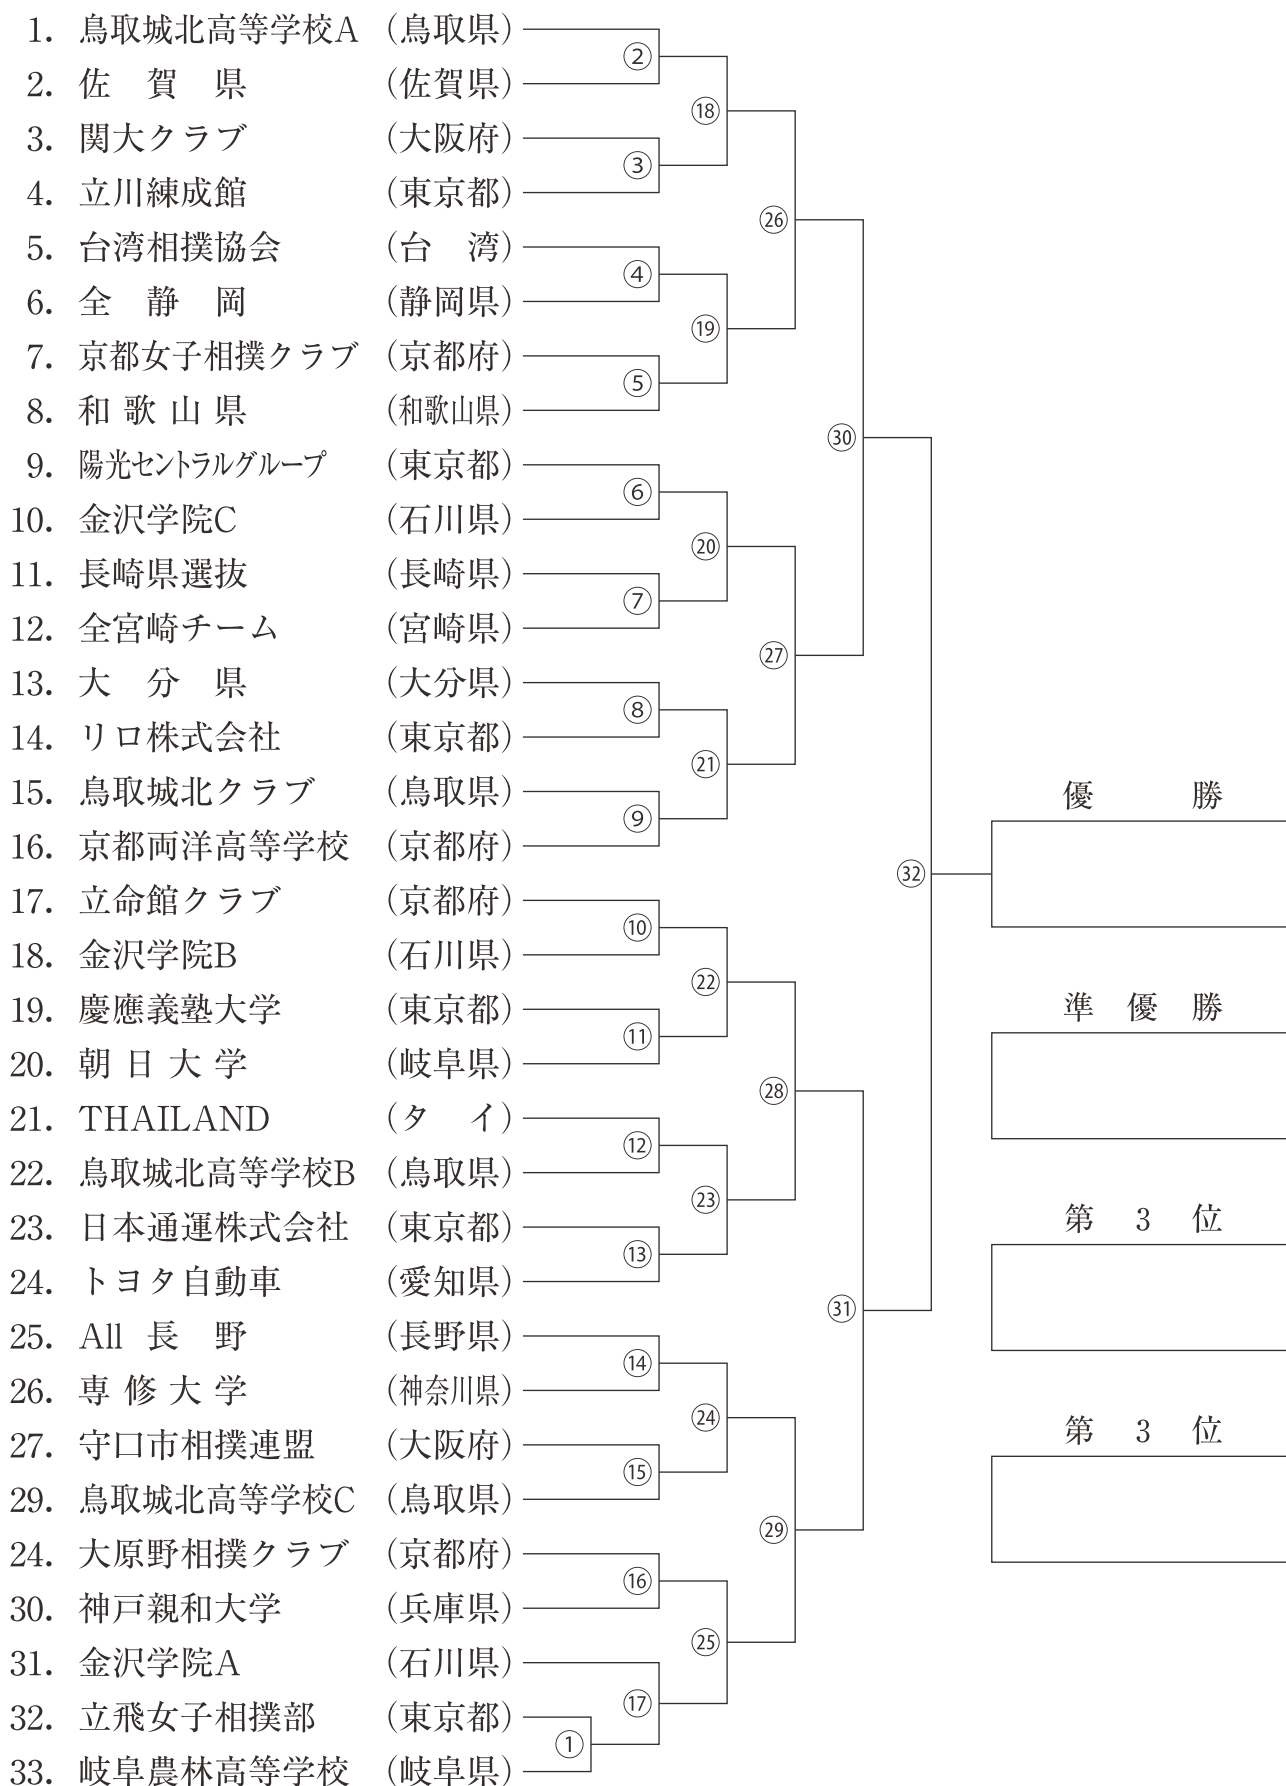 1. 鳥取城北高等学校A (鳥取県)
2. 佐賀県 (佐賀県)
3. 関大クラブ (大阪府)
4. 立川練成館 (東京都)
5. 台湾相撲協会 (台湾)
6. 全静岡 (静岡県)
7. 京都女子相撲クラブ (京都府)
8. 和歌山県 (和歌山県)
9. 陽光セントラルグループ (東京都)
10. 金沢学院C (石川県)
11. 長崎県選抜 (長崎県)
12. 全宮崎チーム (宮崎県)
13. 大分県 (大分県)
14. リロ株式会社 (東京都)
15. 鳥取城北クラブ (鳥取県)
16. 京都両洋高等学校 (京都府)
17. 立命館クラブ (京都府)
18. 金沢学院B (石川県)
19. 慶應義塾大学 (東京都)
20. 朝日大学 (岐阜県)
21. THAILAND (タイ)
22. 鳥取城北高等学校B (鳥取県)
23. 日本通運株式会社 (東京都)
24. トヨタ自動車 (愛知県)
25. All 長野 (長野県)
26. 専修大学 (神奈川県)
27. 守口市相撲連盟 (大阪府)
29. 鳥取城北高等学校C (鳥取県)
24. 大原野相撲クラブ (京都府)
30. 神戸親和大学 (兵庫県)
31. 金沢学院A (石川県)
32. 立飛女子相撲部 (東京都)
33. 岐阜農林高等学校 (岐阜県)
①
②
③
④
⑤
⑥
⑦
⑧
⑨
⑩
⑪
⑫
⑬
⑭
⑮
⑯
⑰
⑱
⑲
⑳
㉑
㉒
㉓
㉔
㉕
㉖
㉗
㉘
㉙
㉚
㉛
㉜
優勝
準優勝
第3位
第3位